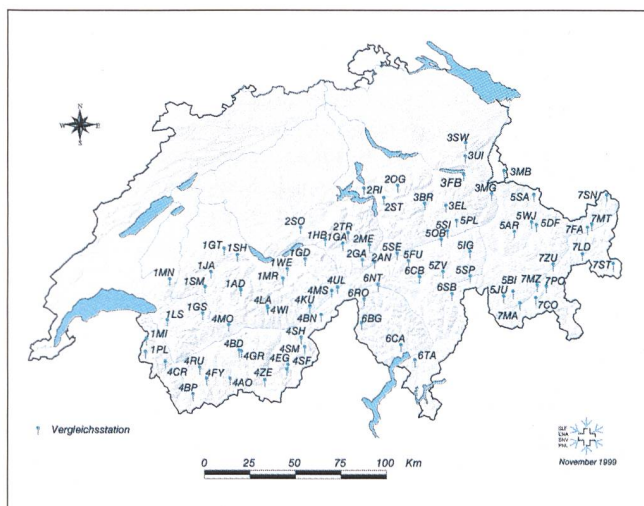 N
W E
S
3SW
3UI
3MB
3FB
2OG
2RI
3MG
3BR
2ST
3EL
5SA
7SN
5PL
5WJ
7MT
2SO
2TR
5SI
5DF
7FA
1HB
1GA
5OB
5AR
1GT
2ME
1SH
1GD
2GA
5SE
5IG
7ZU
7LD
1WE
2AN
5FU
1JA
5ZV
7ST
1MN
1SM
1MR
4UL
6NT
6CB
5SP
5BI
7MZ
7PO
1AD
4MS
6RO
6SB
5JU
4LA
4KU
7CO
1GS
4WI
7MA
1LS
4MO
4BN
6BG
1MI
4SH
4BD
4SM
6CA
1PL
4RU
4GR
4EG
4SF
6TA
4CR
4FY
4ZE
4BP
4AO
Vergleichsstation
SLF
0 25 50 75 100 Km
November 1999